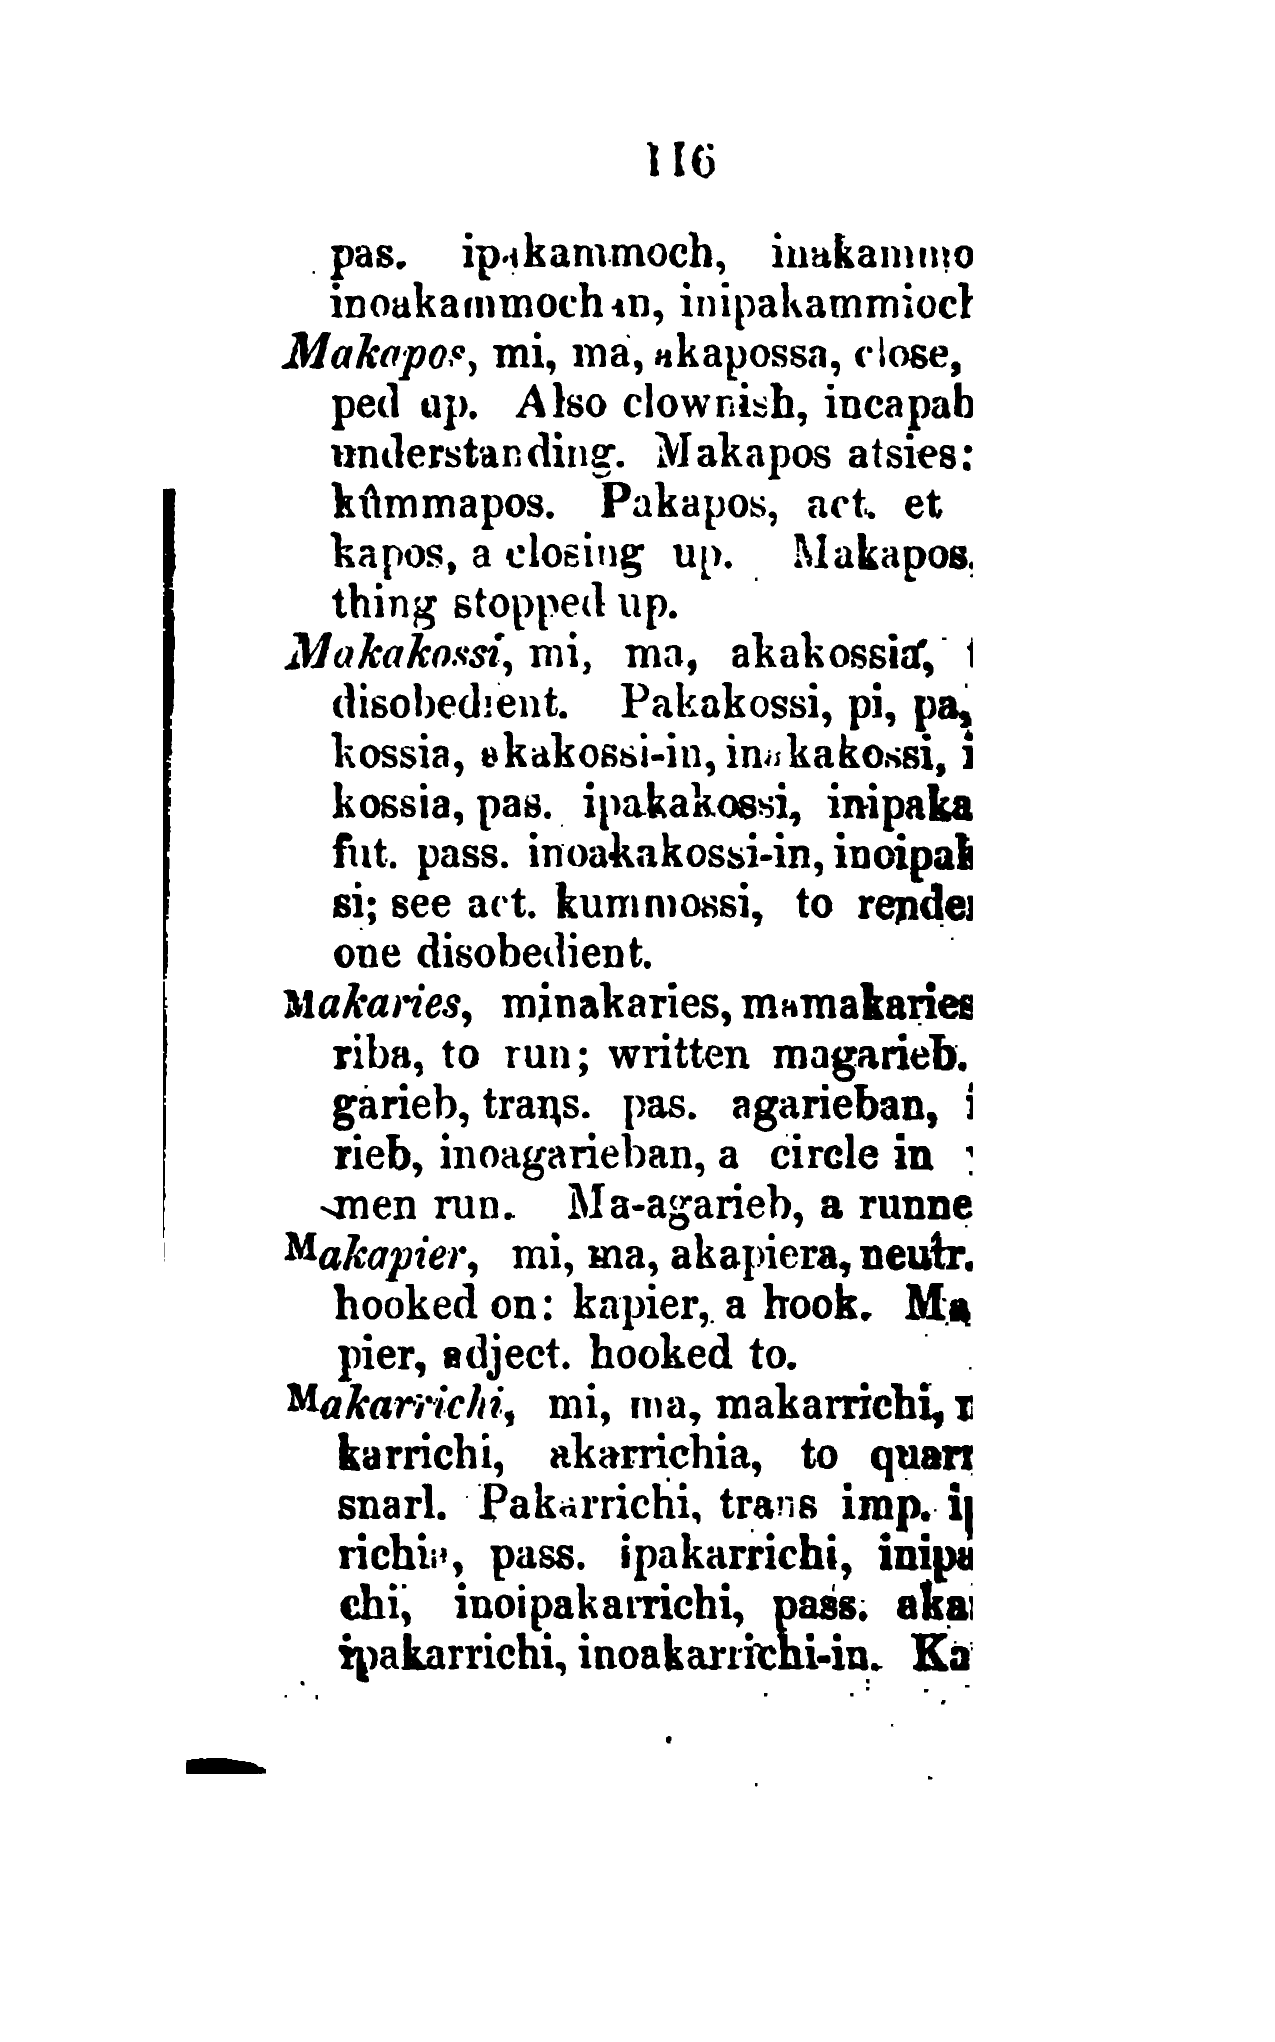 116
pas. ipakammoch, inakammo
inoakammochan, inipakammioch
Makapos, mi, ma, akapossa, close,
ped up. Also clownish, incapab
understanding. Makapos atsies:
kûmmapos. Pakapos, act. et
kapos, a closing up. Makapos.
thing stopped up.
Makakossi, mi, ma, akakossia,
disobedient. Pakakossi, pi, pa,
kossia, akakossi-in, inakakossi, i
kossia, pas. ipakakossi, inipaka
fut. pass. inoakakossi-in, inoipak
si; see act. kummossi, to render
one disobedient.
Makaries, minakaries, mamakaries
riba, to run; written magarieb.
garieb, trans. pas. agarieban, i
rieb, inoagarieban, a circle in
men run. Ma-agarieb, a runne
Makapier, mi, ma, akapiera, neutr.
hooked on: kapier, a hook. Ma
pier, adject. hooked to.
Makarrichi, mi, ma, makarrichi,
karrichi, akarrichia, to quarr
snarl. Pakarrichi, trans imp. ip
richia, pass. ipakarrichi, inipa
chi, inoipakarrichi, pass. aka
ipakarrichi, inoakarrichi-in. Ka